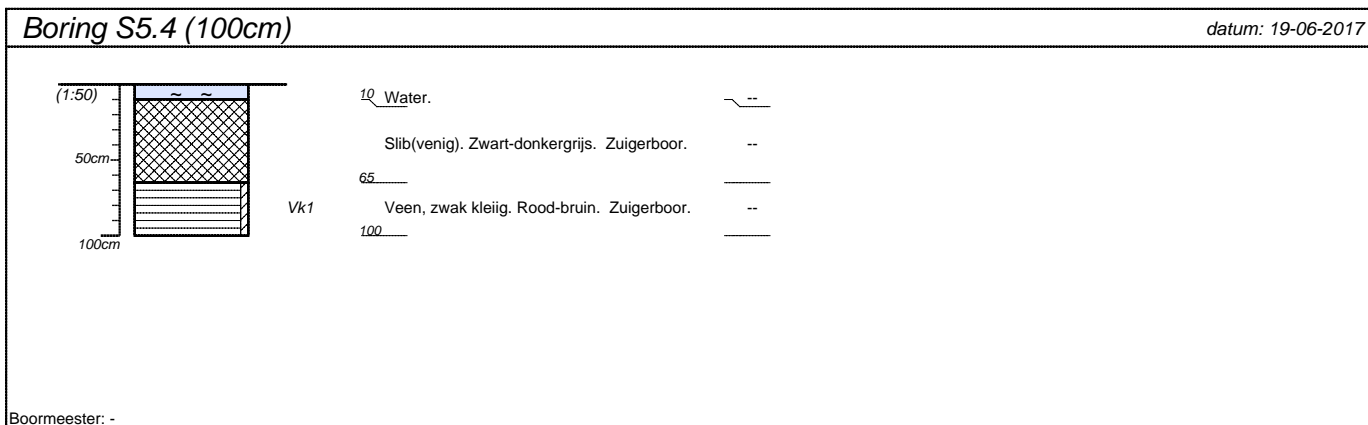 Boring S5.4 (100cm)
datum: 19-06-2017
(1:50)
~ ~
10 Water. --
Slib(venig). Zwart-donkergrijs. Zuigerboor. --
50cm
65
Vk1 Veen, zwak kleiig. Rood-bruin. Zuigerboor. --
100
100cm
Boormeester: -